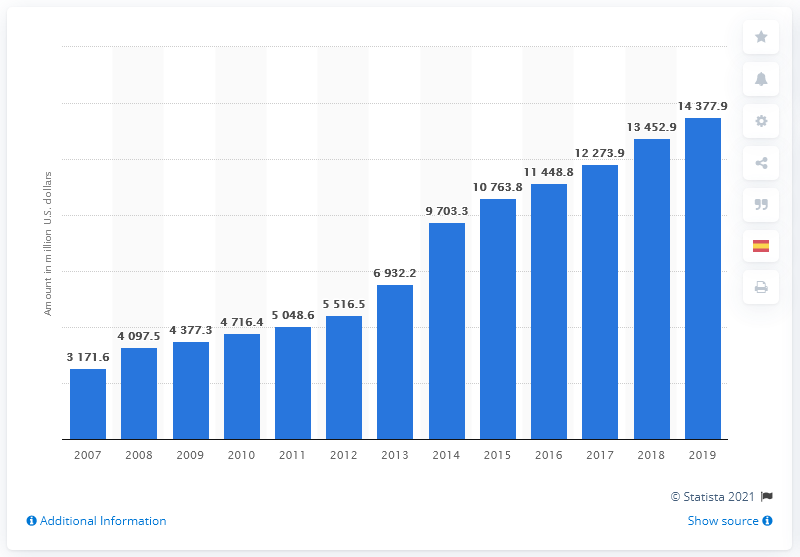 14 377.9
13 452.9
12 273.9
11 448.8
10 763.8
9 703.3
6 932.2
5 516.5
5 048.6
4 716.4
4 377.3
4 097.5
3 171.6
Amount in million U.S. dollars
2007 2008 2009 2010 2011 2012 2013 2014 2015 2016 2017 2018 2019
© Statista 2021
Additional Information
Show source